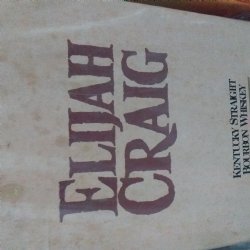 ELIJAH
CRAIG
KENTUCKY STRAIGHT
BOURBON WHISKEY